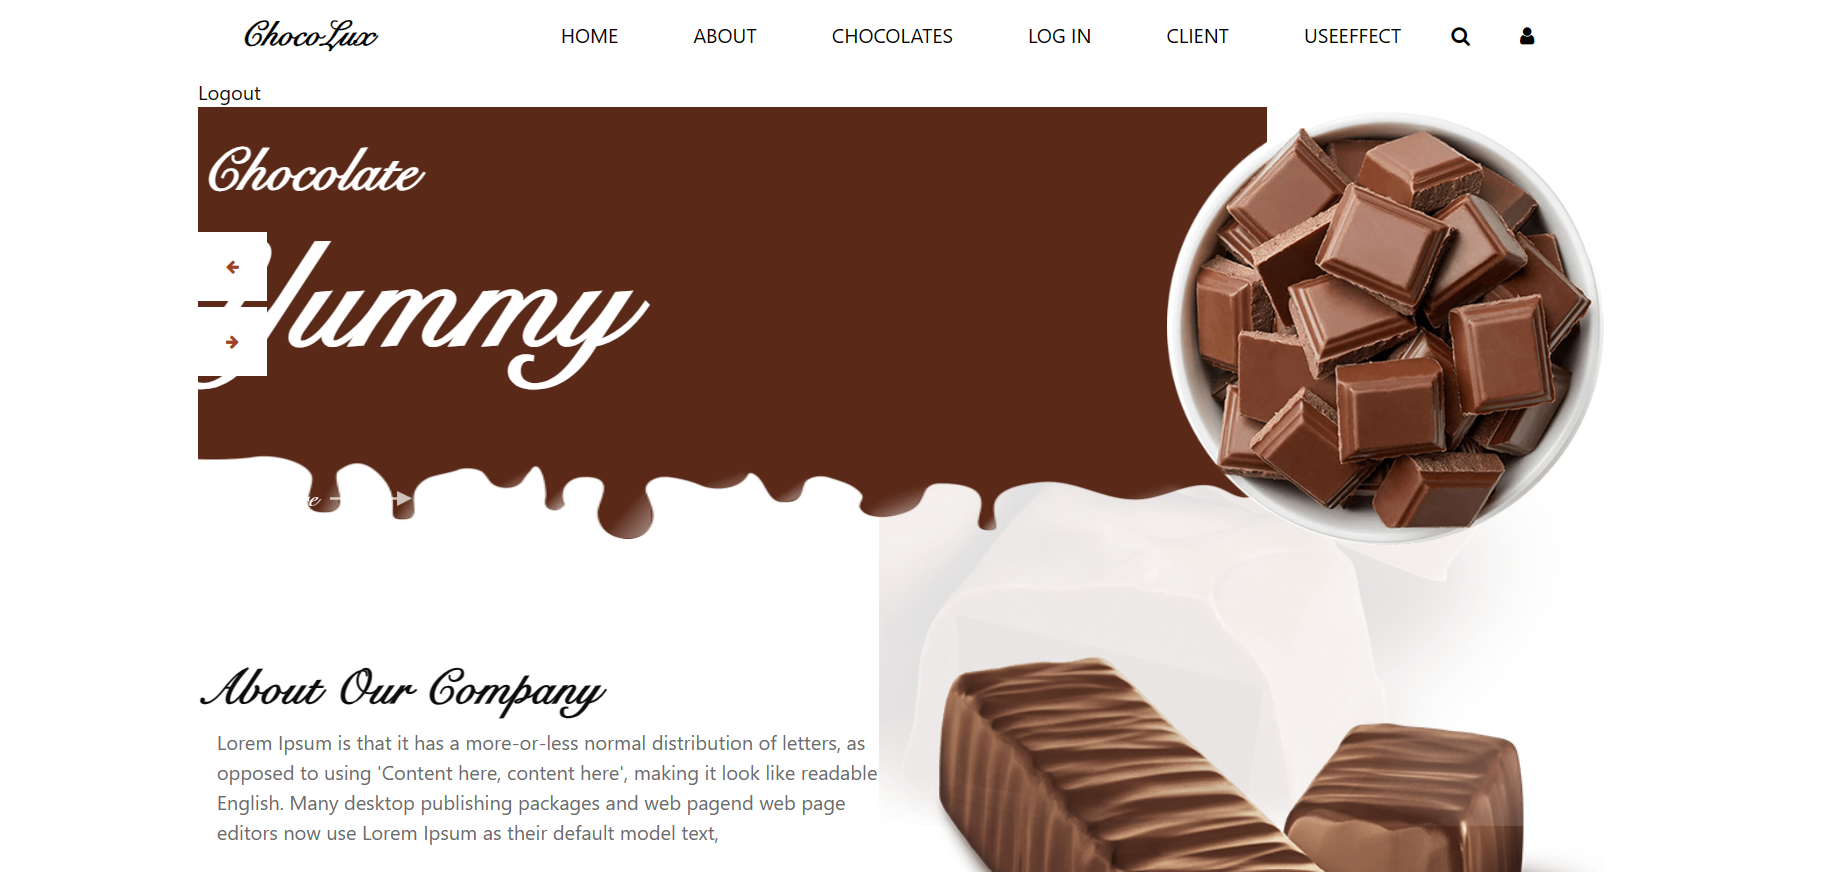 ChocoLux
HOME ABOUT CHOCOLATES LOG IN CLIENT USEEFFECT
Logout
Chocolate
Yummy
About Our Company
Lorem Ipsum is that it has a more-or-less normal distribution of letters, as
opposed to using 'Content here, content here', making it look like readable
English. Many desktop publishing packages and web pagend web page
editors now use Lorem Ipsum as their default model text,